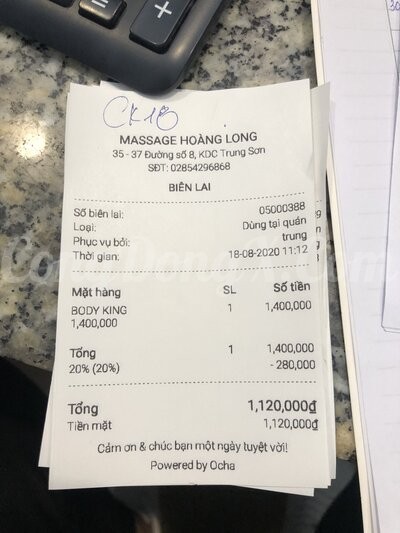 CK18
MASSAGE HOÀNG LONG
35 - 37 Đường số 8, KDC Trung Sơn
SĐT: 02854296868
BIÊN LAI
Số biên lai: 05000388
Loại: Dùng tại quán
Phục vụ bởi: trung
Thời gian: 18-08-2020 11:12
Mặt hàng SL Số tiền
BODY KING 1 1,400,000
1,400,000
Tổng 1 1,400,000
20% (20%) - 280,000
Tổng 1,120,000₫
Tiền mặt 1,120,000₫
Cảm ơn & chúc bạn một ngày tuyệt vời!
Powered by Ocha